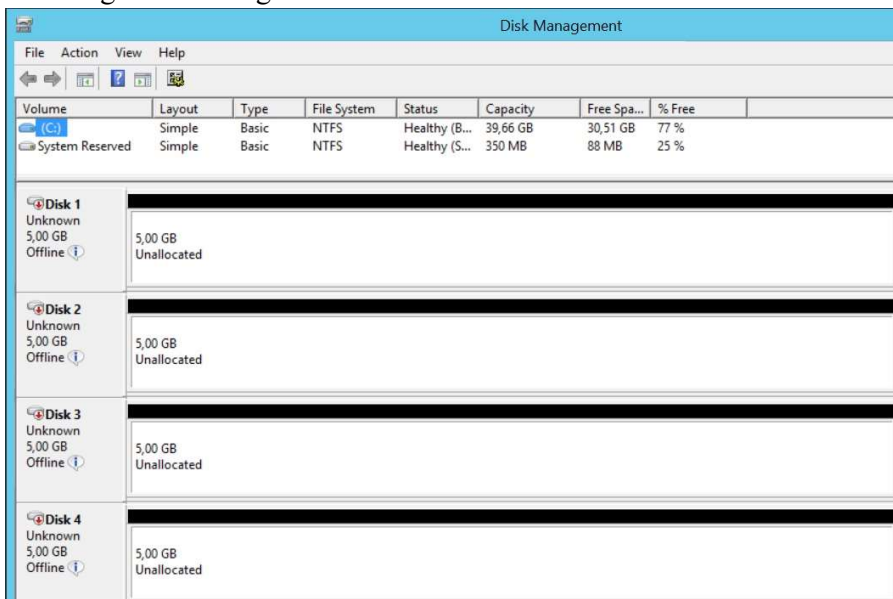 Disk Management
File Action View Help
Volume Layout Type File System Status Capacity Free Spa... % Free
(C:) Simple Basic NTFS Healthy (B... 39,66 GB 30,51 GB 77 %
System Reserved Simple Basic NTFS Healthy (S... 350 MB 88 MB 25 %
Disk 1
Unknown
5,00 GB
Offline
5,00 GB
Unallocated
Disk 2
Unknown
5,00 GB
Offline
5,00 GB
Unallocated
Disk 3
Unknown
5,00 GB
Offline
5,00 GB
Unallocated
Disk 4
Unknown
5,00 GB
Offline
5,00 GB
Unallocated